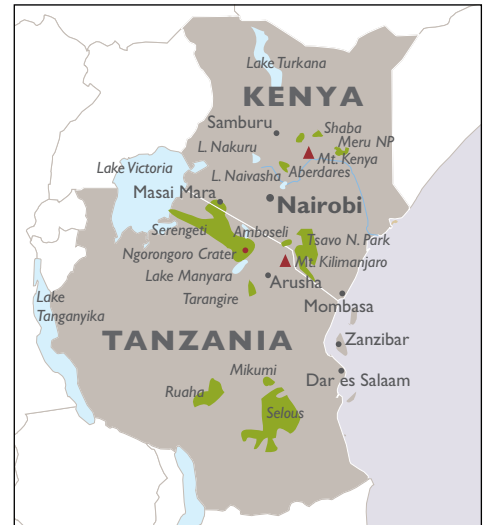 Lake Turkana
KENYA
Samburu
Shaba
Meru NP
L. Nakuru
Mt. Kenya
Lake Victoria
L. Naivasha
Aberdares
Masai Mara
Nairobi
Serengeti
Amboseli
Tsavo N. Park
Ngorongoro Crater
Mt. Kilimanjaro
Lake Manyara
Arusha
Lake
Tanganyika
Tarangire
Mombasa
TANZANIA
Zanzibar
Mikumi
Dar es Salaam
Ruaha
Selous